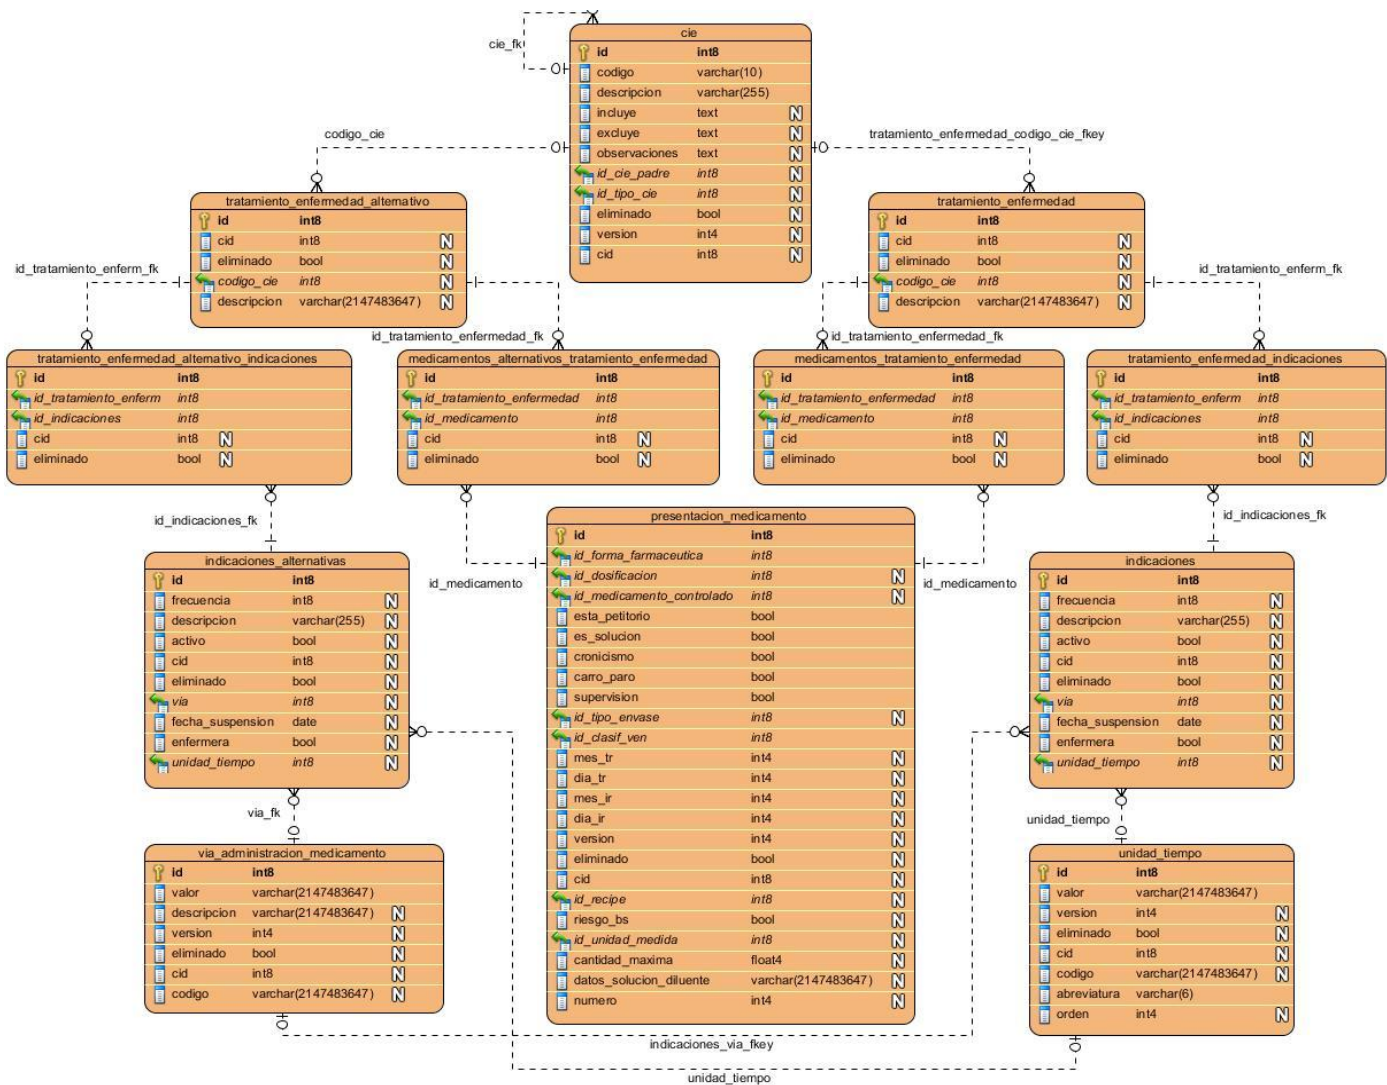 cie
cie_fk
id int8
codigo varchar(10)
descripcion varchar(255)
incluye text N
excluye text N
observaciones text N
id_cie_padre int8 N
id_tipo_cie int8 N
eliminado bool N
version int4 N
cid int8 N
codigo_cie
tratamiento_enfermedad_codigo_cie_fkey
tratamiento_enfermedad_alternativo
id int8
cid int8 N
eliminado bool N
codigo_cie int8 N
descripcion varchar(2147483647) N
tratamiento_enfermedad
id int8
cid int8 N
eliminado bool N
codigo_cie int8 N
descripcion varchar(2147483647) N
id_tratamiento_enferm_fk
id_tratamiento_enfermedad_fk
id_tratamiento_enfermedad_fk
id_tratamiento_enferm_fk
tratamiento_enfermedad_alternativo_indicaciones
id int8
id_tratamiento_enferm int8
id_indicaciones int8
cid int8 N
eliminado bool N
medicamentos_alternativos_tratamiento_enfermedad
id int8
id_tratamiento_enfermedad int8
id_medicamento int8
cid int8 N
eliminado bool N
medicamentos_tratamiento_enfermedad
id int8
id_tratamiento_enfermedad int8
id_medicamento int8
cid int8 N
eliminado bool N
tratamiento_enfermedad_indicaciones
id int8
id_tratamiento_enferm int8
id_indicaciones int8
cid int8 N
eliminado bool N
id_indicaciones_fk
id_medicamento
id_medicamento
id_indicaciones_fk
indicaciones_alternativas
id int8
frecuencia int8 N
descripcion varchar(255) N
activo bool N
cid int8 N
eliminado bool N
via int8 N
fecha_suspension date N
enfermera bool N
unidad_tiempo int8 N
presentacion_medicamento
id int8
id_forma_farmaceutica int8
id_dosificacion int8 N
id_medicamento_controlado int8 N
esta_petitorio bool
es_solucion bool
cronicismo bool
carro_paro bool
supervision bool
id_tipo_envase int8 N
id_clasif_ven int8
mes_tr int4 N
dia_tr int4 N
mes_ir int4 N
dia_ir int4 N
version int4 N
eliminado bool N
cid int8 N
id_recipe int8 N
riesgo_bs bool N
id_unidad_medida int8 N
cantidad_maxima float4 N
datos_solucion_diluente varchar(2147483647) N
numero int4 N
indicaciones
id int8
frecuencia int8 N
descripcion varchar(255) N
activo bool N
cid int8 N
eliminado bool N
via int8 N
fecha_suspension date N
enfermera bool N
unidad_tiempo int8 N
via_fk
unidad_tiempo
via_administracion_medicamento
id int8
valor varchar(2147483647)
descripcion varchar(2147483647) N
version int4 N
eliminado bool N
cid int8 N
codigo varchar(2147483647) N
unidad_tiempo
id int8
valor varchar(2147483647)
version int4 N
eliminado bool N
cid int8 N
codigo varchar(2147483647) N
abreviatura varchar(6)
orden int4 N
indicaciones_via_fkey
unidad_tiempo